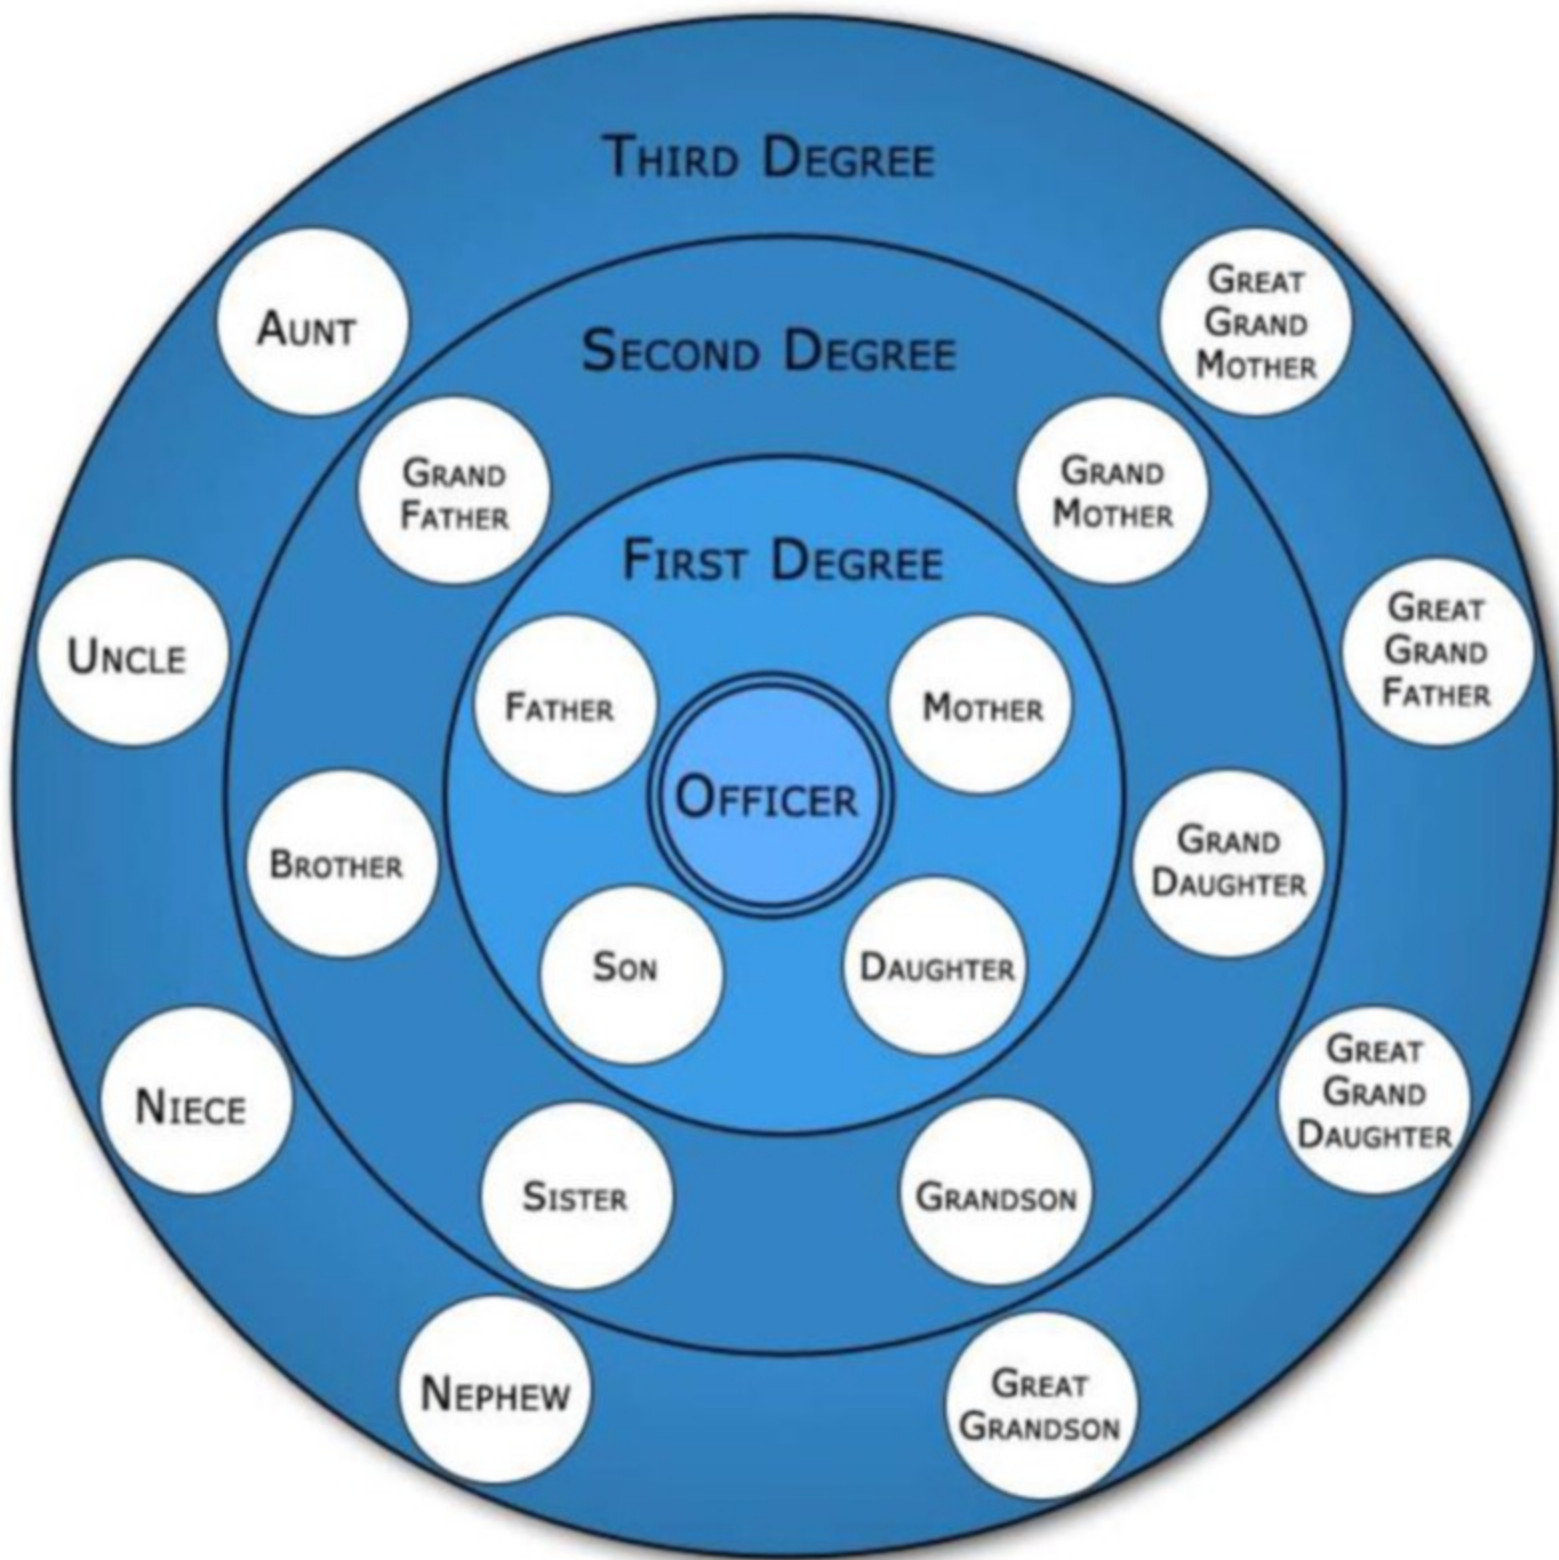 THIRD DEGREE
AUNT
GREAT
GRAND
MOTHER
SECOND DEGREE
GRAND
FATHER
GRAND
MOTHER
FIRST DEGREE
UNCLE
GREAT
GRAND
FATHER
FATHER
MOTHER
OFFICER
BROTHER
GRAND
DAUGHTER
SON
DAUGHTER
NIECE
GREAT
GRAND
DAUGHTER
SISTER
GRANDSON
NEPHEW
GREAT
GRANDSON